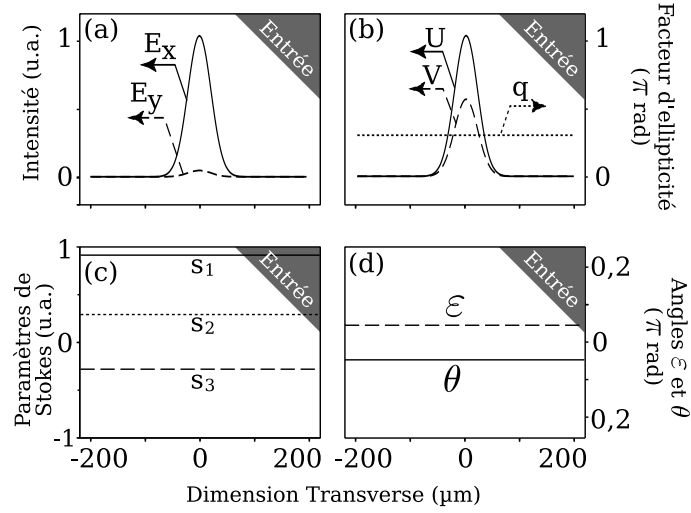 (a)
Entrée
1
Ex
Ey
0
Intensité (u.a.)
(b)
Entrée
U
V
q
1
0
Facteur d'ellipticité
(π rad)
(c)
Entrée
1
s1
s2
0
s3
-1
Paramètres de
Stokes (u.a.)
(d)
Entrée
0,2
ε
0
θ
0,2
Angles ε et θ
(π rad)
-200
0
200
-200
0
200
Dimension Transverse (μm)